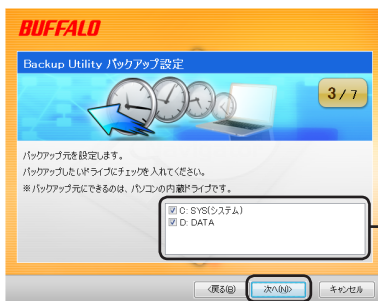 BUFFALO
Backup Utility バックアップ設定
3/7
バックアップ元を設定します。
バックアップしたいドライブにチェックを入れてください。
※バックアップ元にできるのは、パソコンの内蔵ドライブです。
C: SYS(システム)
D: DATA
<戻る(B)
次へ(N)>
キャンセル